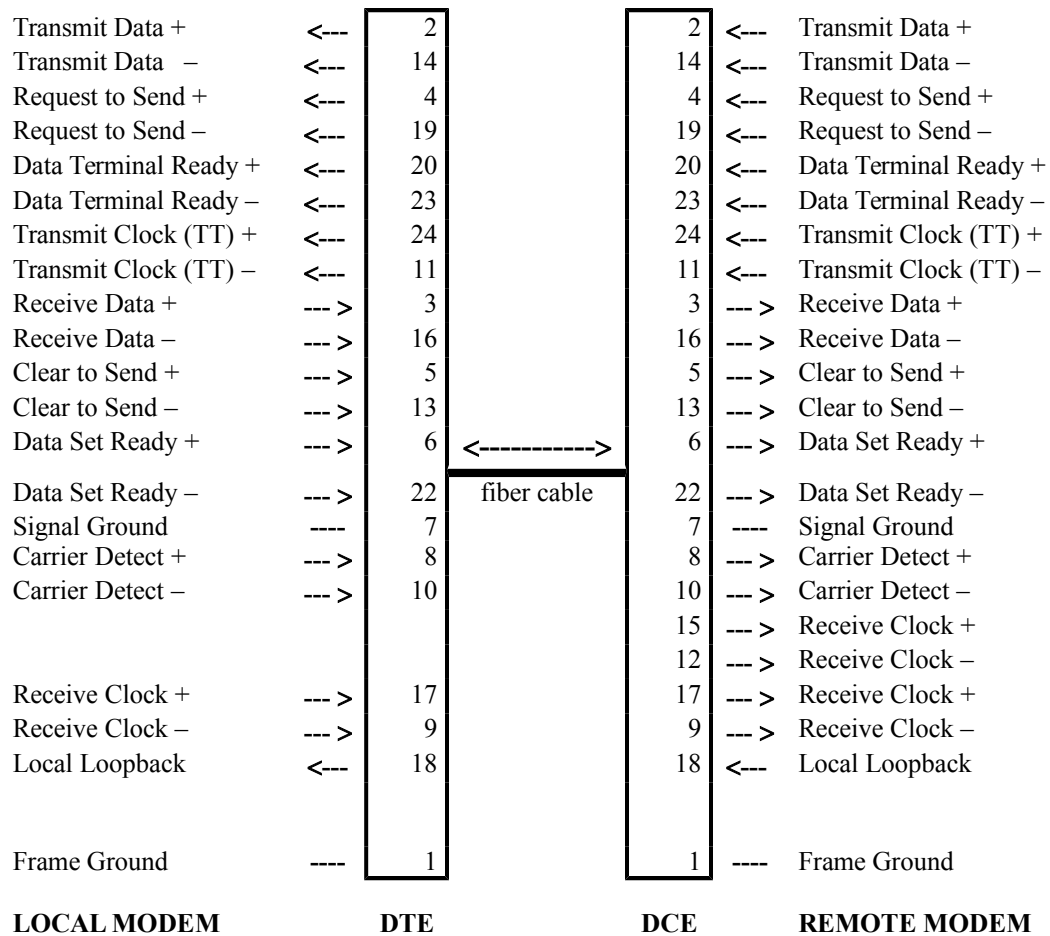 Transmit Data + <--- 2 2 <--- Transmit Data +
Transmit Data – <--- 14 14 <--- Transmit Data –
Request to Send + <--- 4 4 <--- Request to Send +
Request to Send – <--- 19 19 <--- Request to Send –
Data Terminal Ready + <--- 20 20 <--- Data Terminal Ready +
Data Terminal Ready – <--- 23 23 <--- Data Terminal Ready –
Transmit Clock (TT) + <--- 24 24 <--- Transmit Clock (TT) +
Transmit Clock (TT) – <--- 11 11 <--- Transmit Clock (TT) –
Receive Data + --- > 3 3 --- > Receive Data +
Receive Data – --- > 16 16 --- > Receive Data –
Clear to Send + --- > 5 5 --- > Clear to Send +
Clear to Send – --- > 13 13 --- > Clear to Send –
Data Set Ready + --- > 6 <-----------> 6 --- > Data Set Ready +
Data Set Ready – --- > 22 fiber cable 22 --- > Data Set Ready –
Signal Ground ---- 7 7 ---- Signal Ground
Carrier Detect + --- > 8 8 --- > Carrier Detect +
Carrier Detect – --- > 10 10 --- > Carrier Detect –
15 --- > Receive Clock +
12 --- > Receive Clock –
Receive Clock + --- > 17 17 --- > Receive Clock +
Receive Clock – --- > 9 9 --- > Receive Clock –
Local Loopback <--- 18 18 <--- Local Loopback
Frame Ground ---- 1 1 ---- Frame Ground
LOCAL MODEM DTE DCE REMOTE MODEM